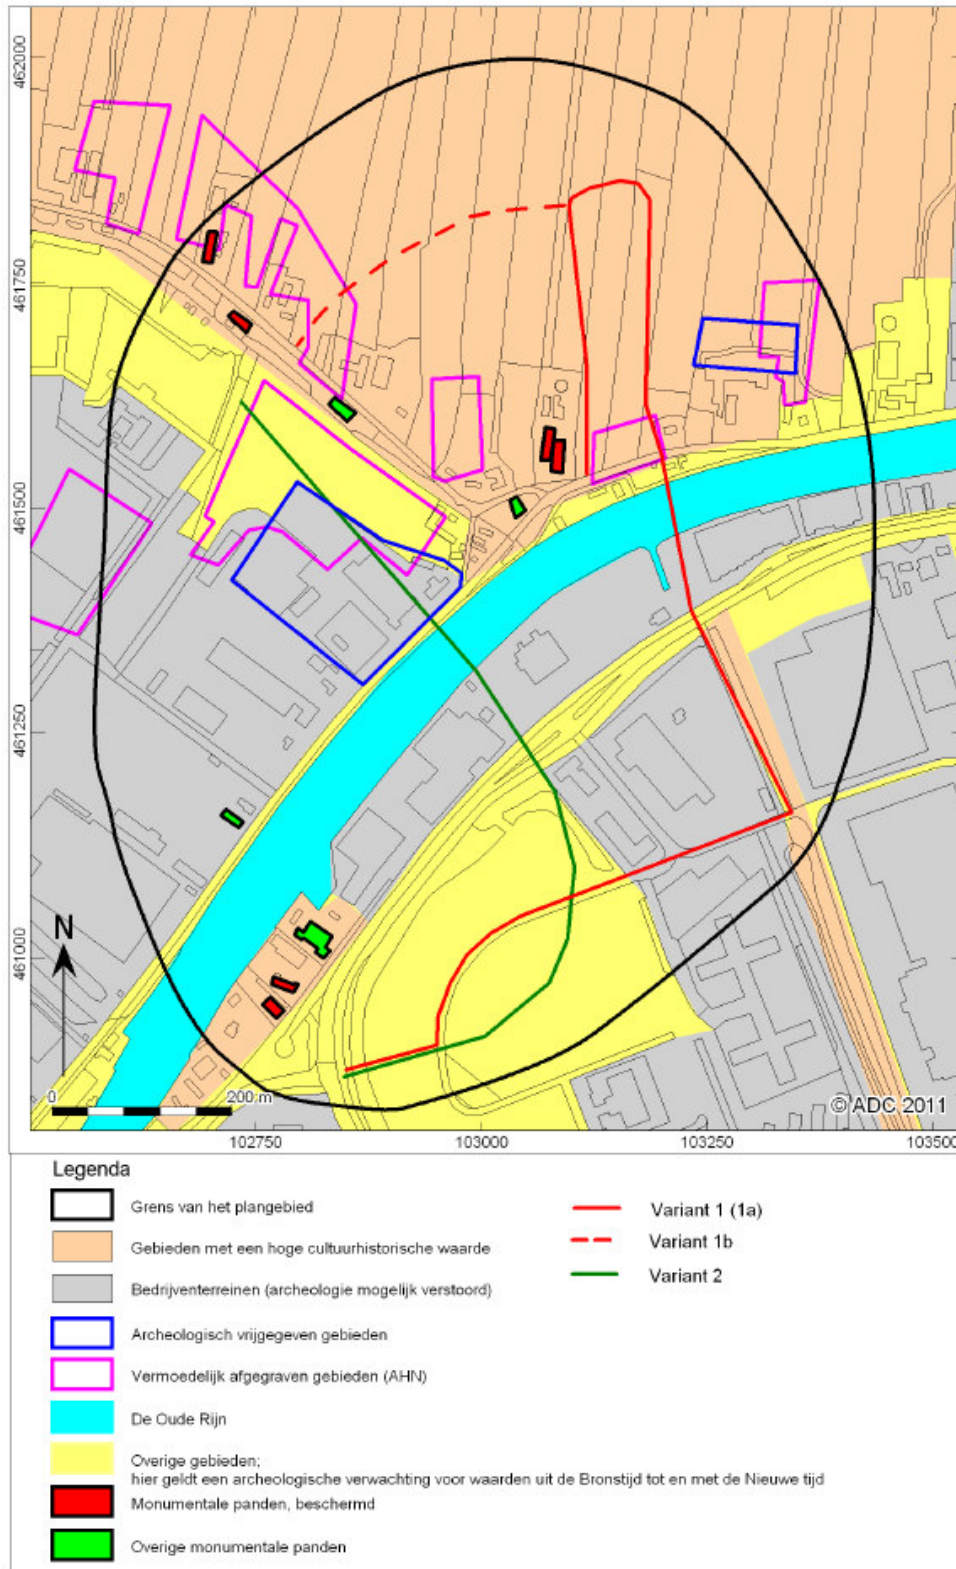 462000
461750
461500
461250
461000
N
0 200 m
© ADC 2011
102750 103000 103250 103500
Legenda
Grens van het plangebied
Gebieden met een hoge cultuurhistorische waarde
Bedrijventerreinen (archeologie mogelijk verstoord)
Archeologisch vrijgegeven gebieden
Vermoedelijk afgegraven gebieden (AHN)
De Oude Rijn
Overige gebieden;
hier geldt een archeologische verwachting voor waarden uit de Bronstijd tot en met de Nieuwe tijd
Monumentale panden, beschermd
Overige monumentale panden
Variant 1 (1a)
Variant 1b
Variant 2